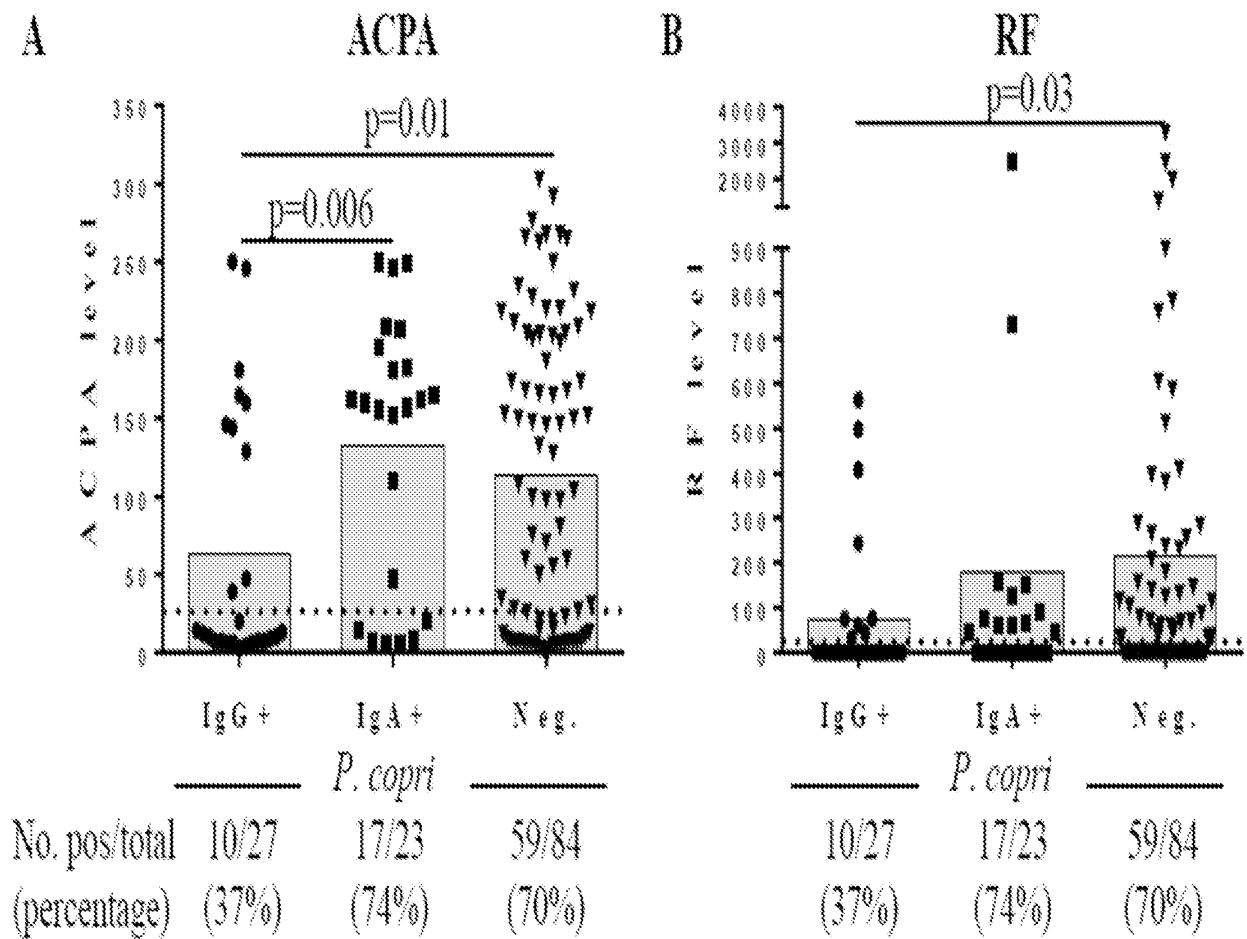 A ACPA
p=0.01
p=0.006
ACPA level
350
300
250
200
150
100
50
0
IgG+ IgA+ Neg.
P. copri
No. pos/total 10/27 17/23 59/84
(percentage) (37%) (74%) (70%)
B RF
p=0.03
RF level
4000
3000
2000
900
800
700
600
500
400
300
200
100
0
IgG+ IgA+ Neg.
P. copri
10/27 17/23 59/84
(37%) (74%) (70%)